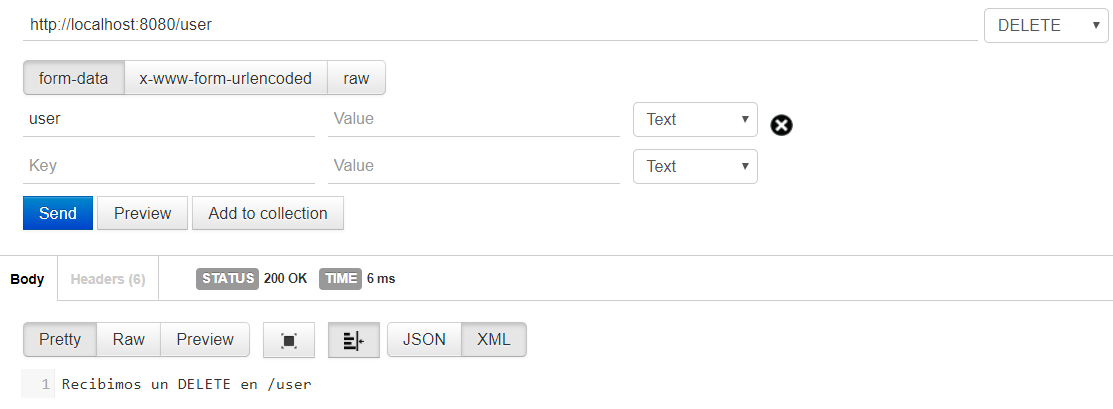 http://localhost:8080/user DELETE
form-data x-www-form-urlencoded raw
user Value Text
Key Value Text
Send Preview Add to collection
Body Headers (6) STATUS 200 OK TIME 6 ms
Pretty Raw Preview JSON XML
1 Recibimos un DELETE en /user